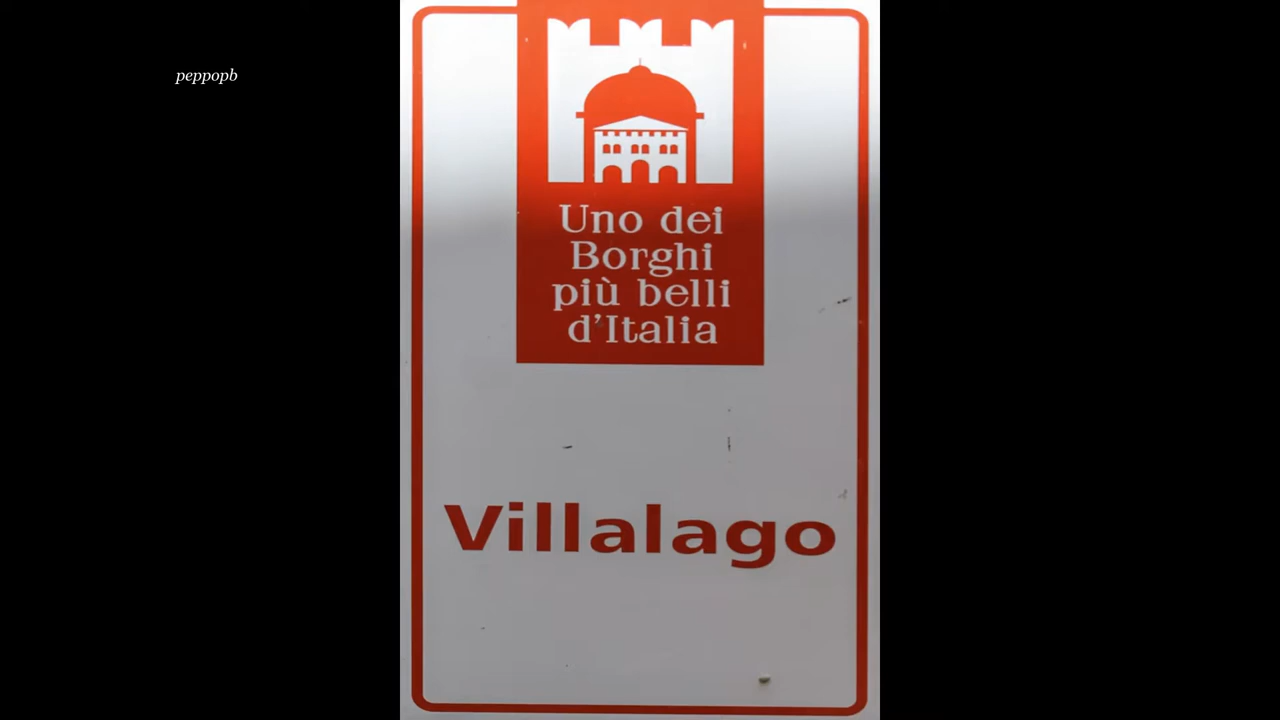 peppopb
Uno dei
Borghi
più belli
d'Italia
Villalago